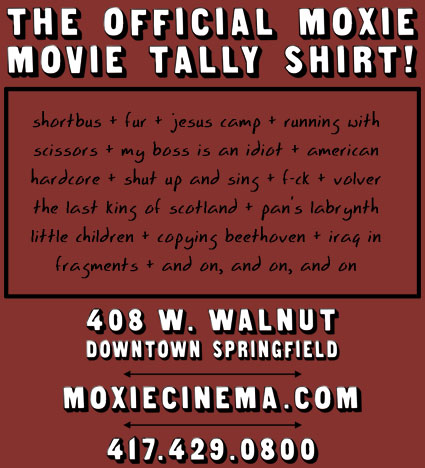 THE OFFICIAL MOXIE
MOVIE TALLY SHIRT!
shortbus + fur + jesus camp + running with
scissors + my boss is an idiot + american
hardcore + shut up and sing + f-ck + volver
the last king of scotland + pan's labrynth
little children + copying beethoven + iraq in
fragments + and on, and on, and on
408 W. WALNUT
DOWNTOWN SPRINGFIELD
MOXIECINEMA.COM
417.429.0800